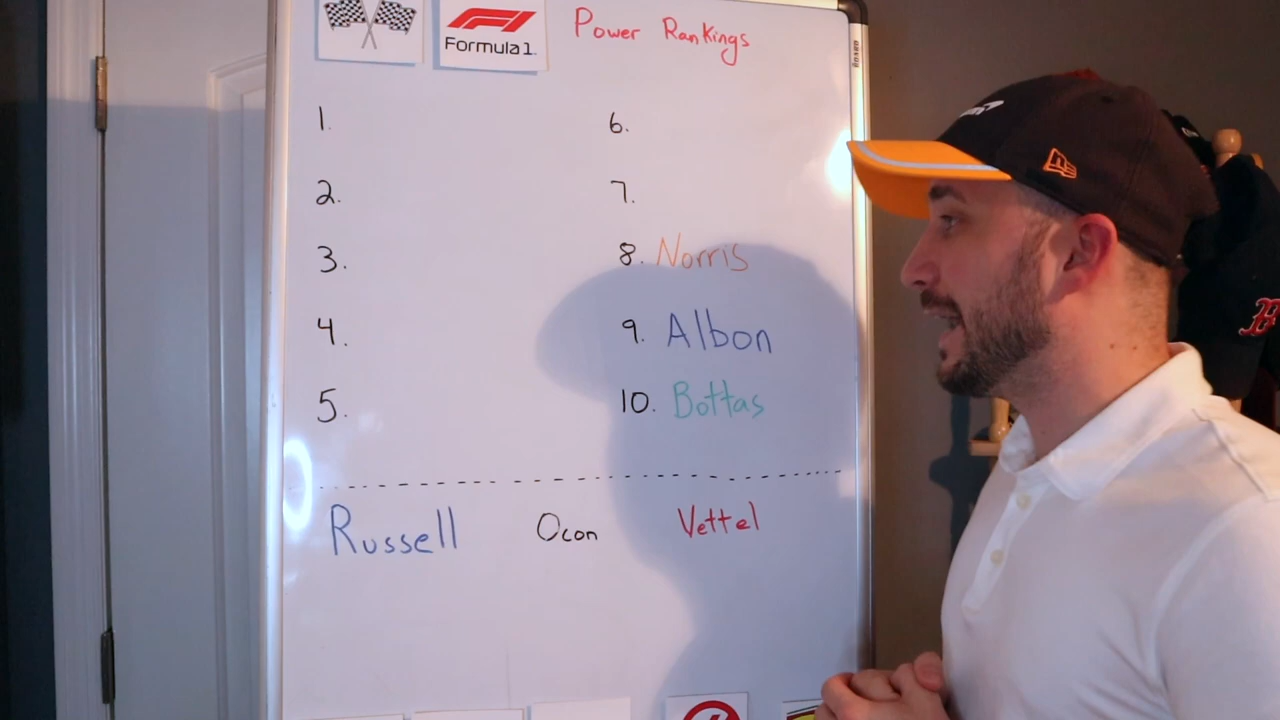 Formula 1
Power Rankings
1.
2.
3.
4.
5.
6.
7.
8. Norris
9. Albon
10. Bottas
Russell Ocon Vettel
B